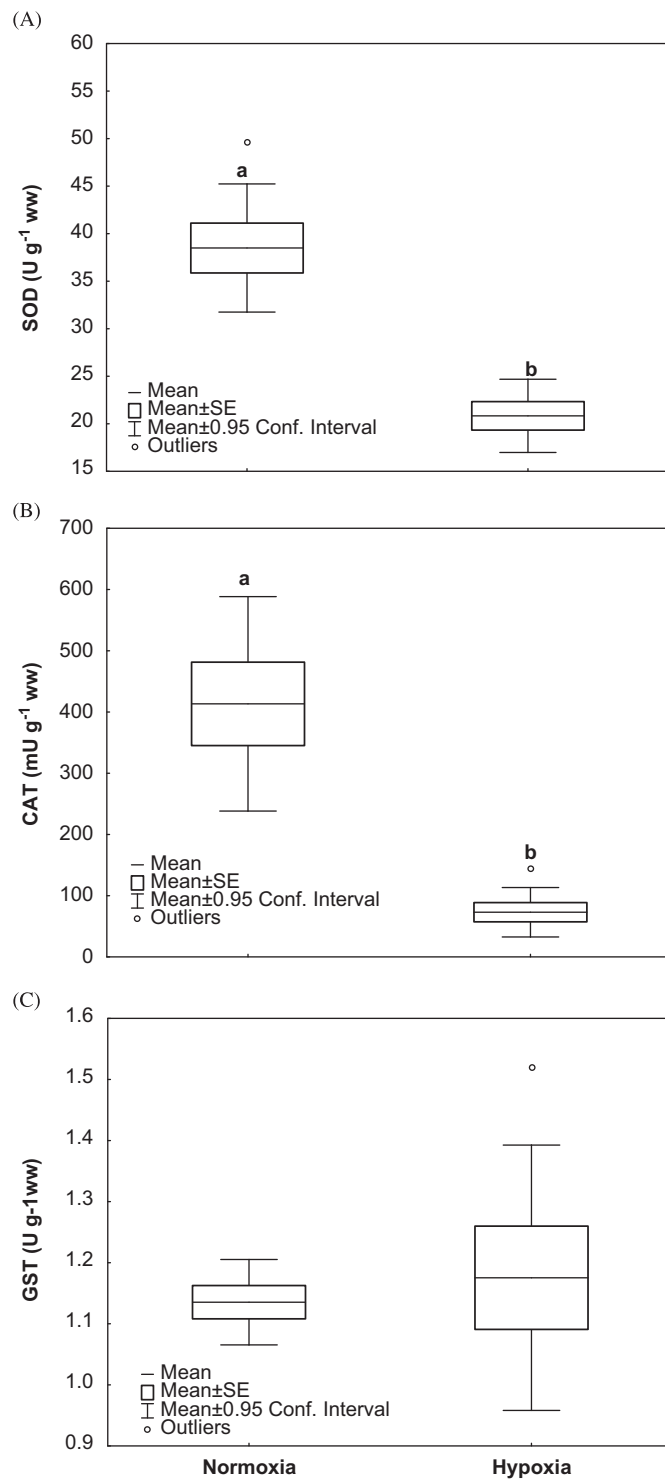 (A)
60
55
50
45
40
35
30
25
20
15
SOD (U g-1 ww)
a
b
Mean
Mean±SE
Mean±0.95 Conf. Interval
Outliers
(B)
700
600
500
400
300
200
100
0
CAT (mU g-1 ww)
a
b
Mean
Mean±SE
Mean±0.95 Conf. Interval
Outliers
(C)
1.6
1.5
1.4
1.3
1.2
1.1
1.0
0.9
GST (U g-1ww)
Mean
Mean±SE
Mean±0.95 Conf. Interval
Outliers
Normoxia Hypoxia